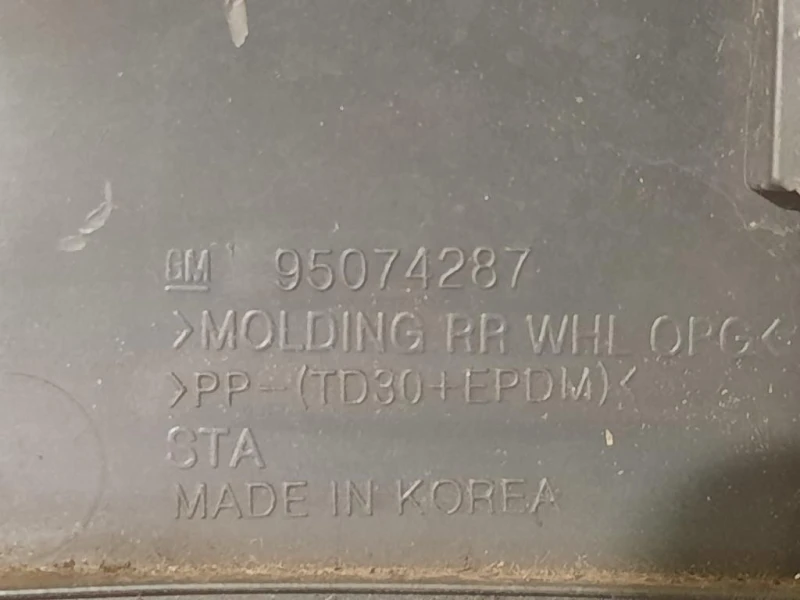 GM 95074287
>MOLDING RR WHL OPG<
>PP-(TD30+EPDM)<
STA
MADE IN KOREA